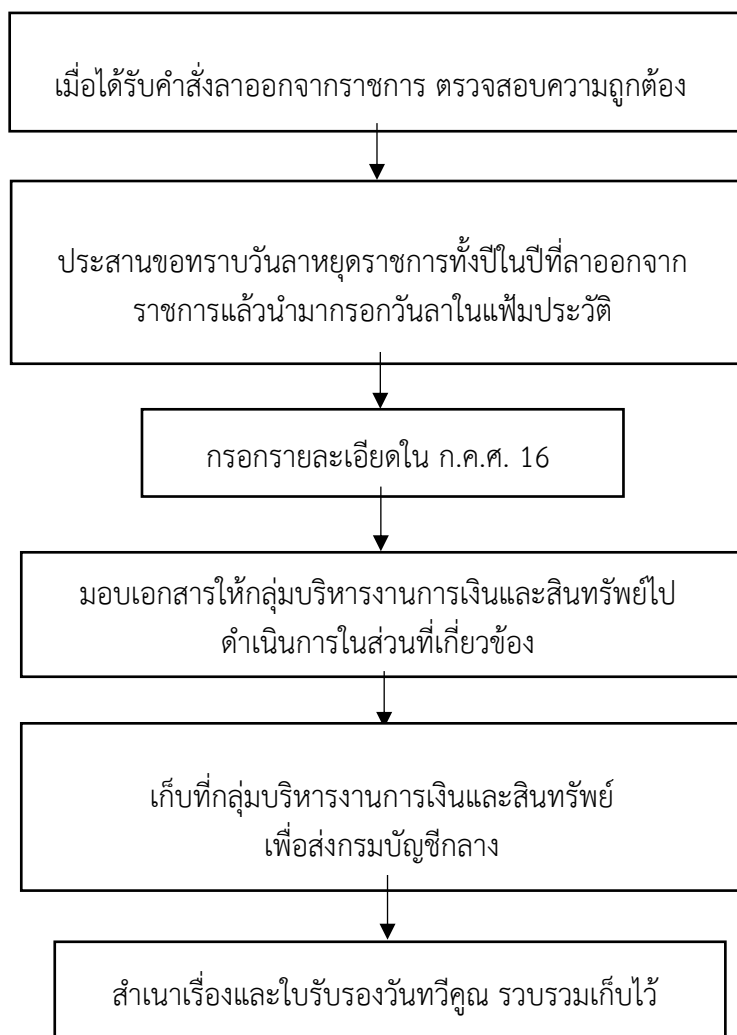 เมื่อได้รับคำสั่งลาออกจากราชการ ตรวจสอบความถูกต้อง
ประสานขอทราบวันลาหยุดราชการทั้งปีในปีที่ลาออกจาก
ราชการแล้วนำมากรอกวันลาในแฟ้มประวัติ
กรอกรายละเอียดใน ก.ค.ศ. 16
มอบเอกสารให้กลุ่มบริหารงานการเงินและสินทรัพย์ไป
ดำเนินการในส่วนที่เกี่ยวข้อง
เก็บที่กลุ่มบริหารงานการเงินและสินทรัพย์
เพื่อส่งกรมบัญชีกลาง
สำเนาเรื่องและใบรับรองวันทวีคูณ รวบรวมเก็บไว้